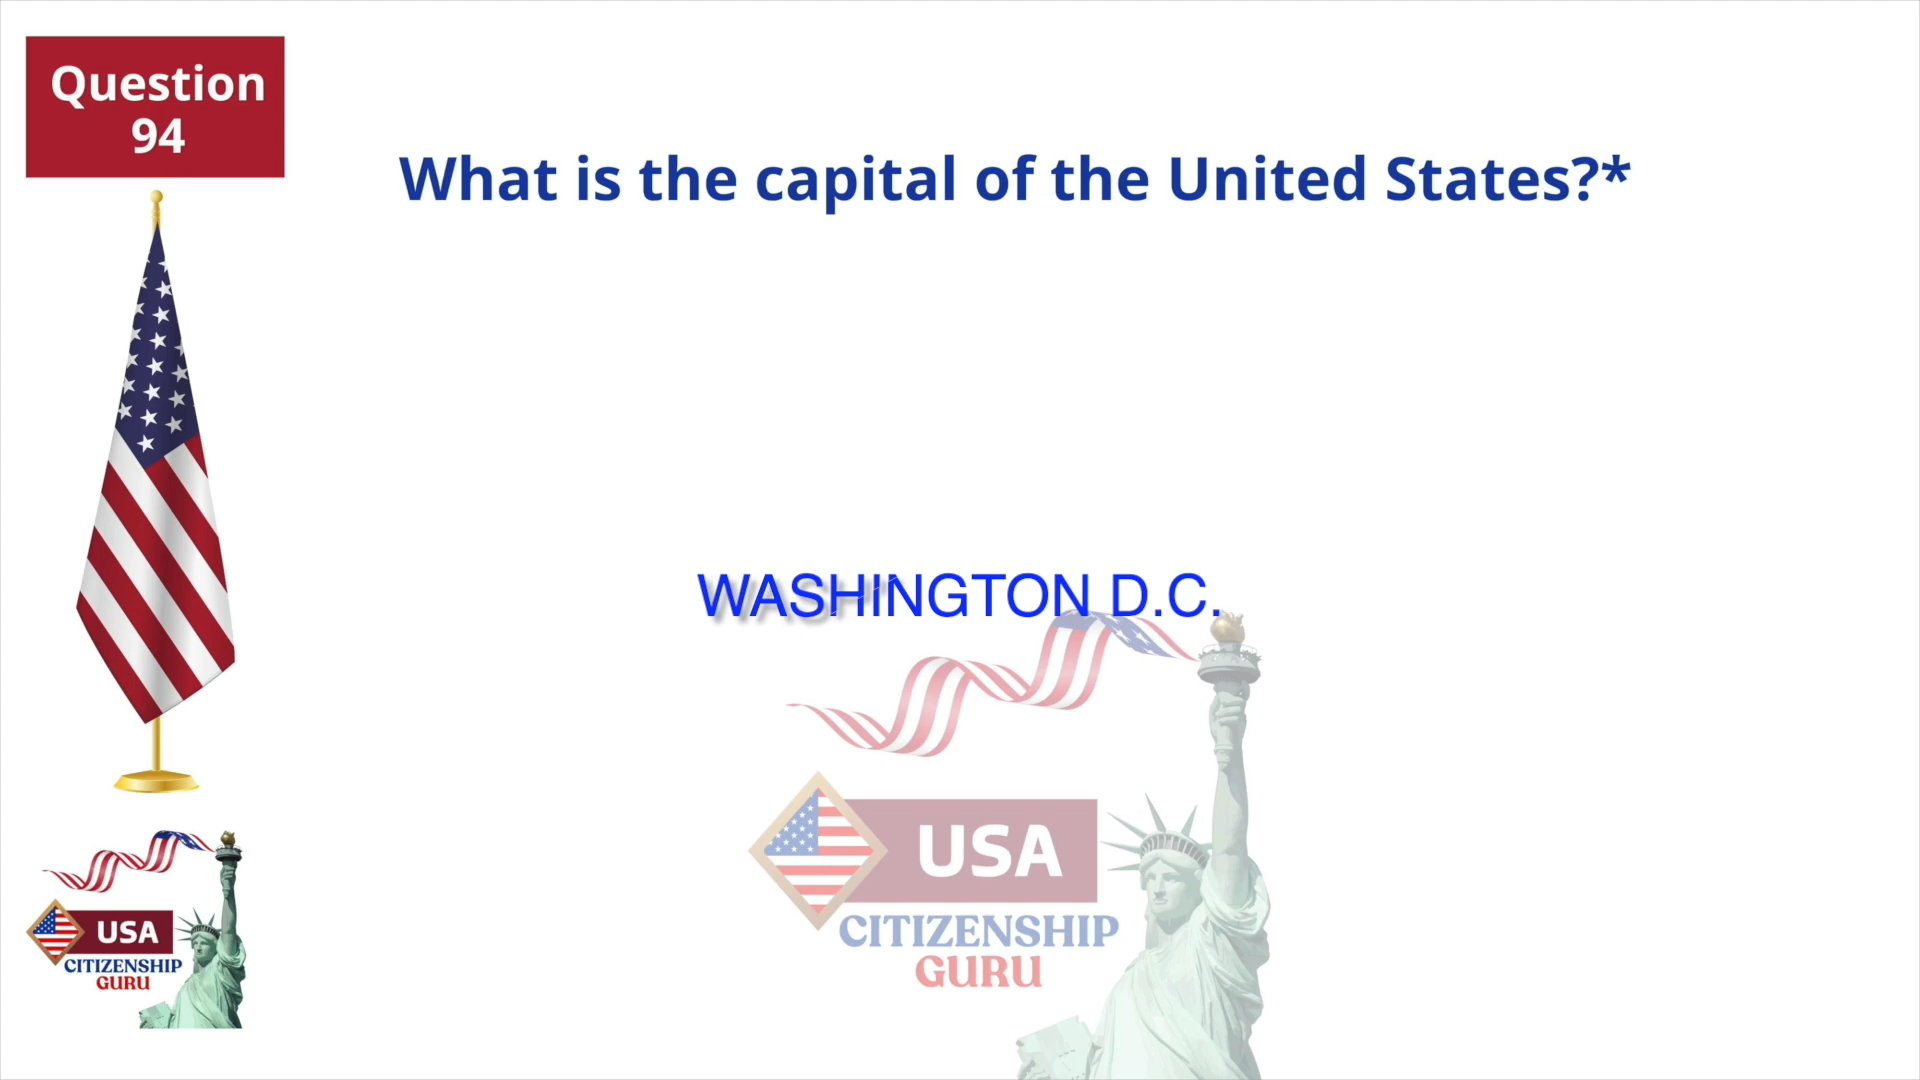 Question
94
What is the capital of the United States?*
WASHINGTON D.C.
USA
CITIZENSHIP
GURU
USA
CITIZENSHIP
GURU